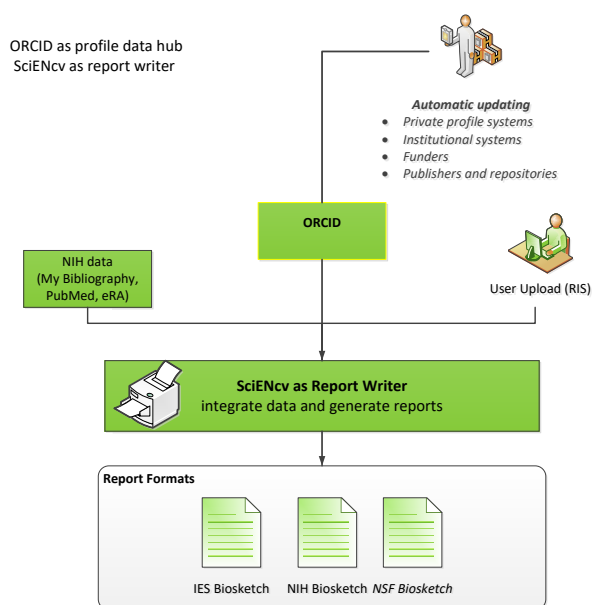 ORCID as profile data hub
SciENcv as report writer
Automatic updating
• Private profile systems
• Institutional systems
• Funders
• Publishers and repositories
ORCID
NIH data
(My Bibliography,
PubMed, eRA)
User Upload (RIS)
SciENcv as Report Writer
integrate data and generate reports
Report Formats
IES Biosketch
NIH Biosketch
NSF Biosketch